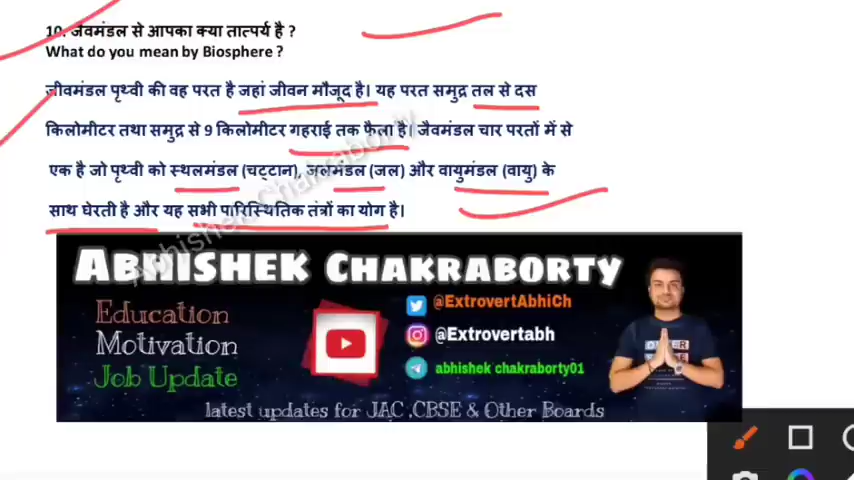 10. जैवमंडल से आपका क्या तात्पर्य है ?
What do you mean by Biosphere ?
जीवमंडल पृथ्वी की वह परत है जहां जीवन मौजूद है। यह परत समुद्र तल से दस
किलोमीटर तथा समुद्र से 9 किलोमीटर गहराई तक फैला है। जैवमंडल चार परतों में से
एक है जो पृथ्वी को स्थलमंडल (चट्टान), जलमंडल (जल) और वायुमंडल (वायु) के
साथ घेरती है और यह सभी पारिस्थितिक तंत्रों का योग है।
Abhishek Chakraborty
ABHISHEK CHAKRABORTY
Education
Motivation
Job Update
@ExtrovertAbhiCh
@Extrovertabh
abhishek chakraborty01
latest updates for JAC ,CBSE & Other Boards